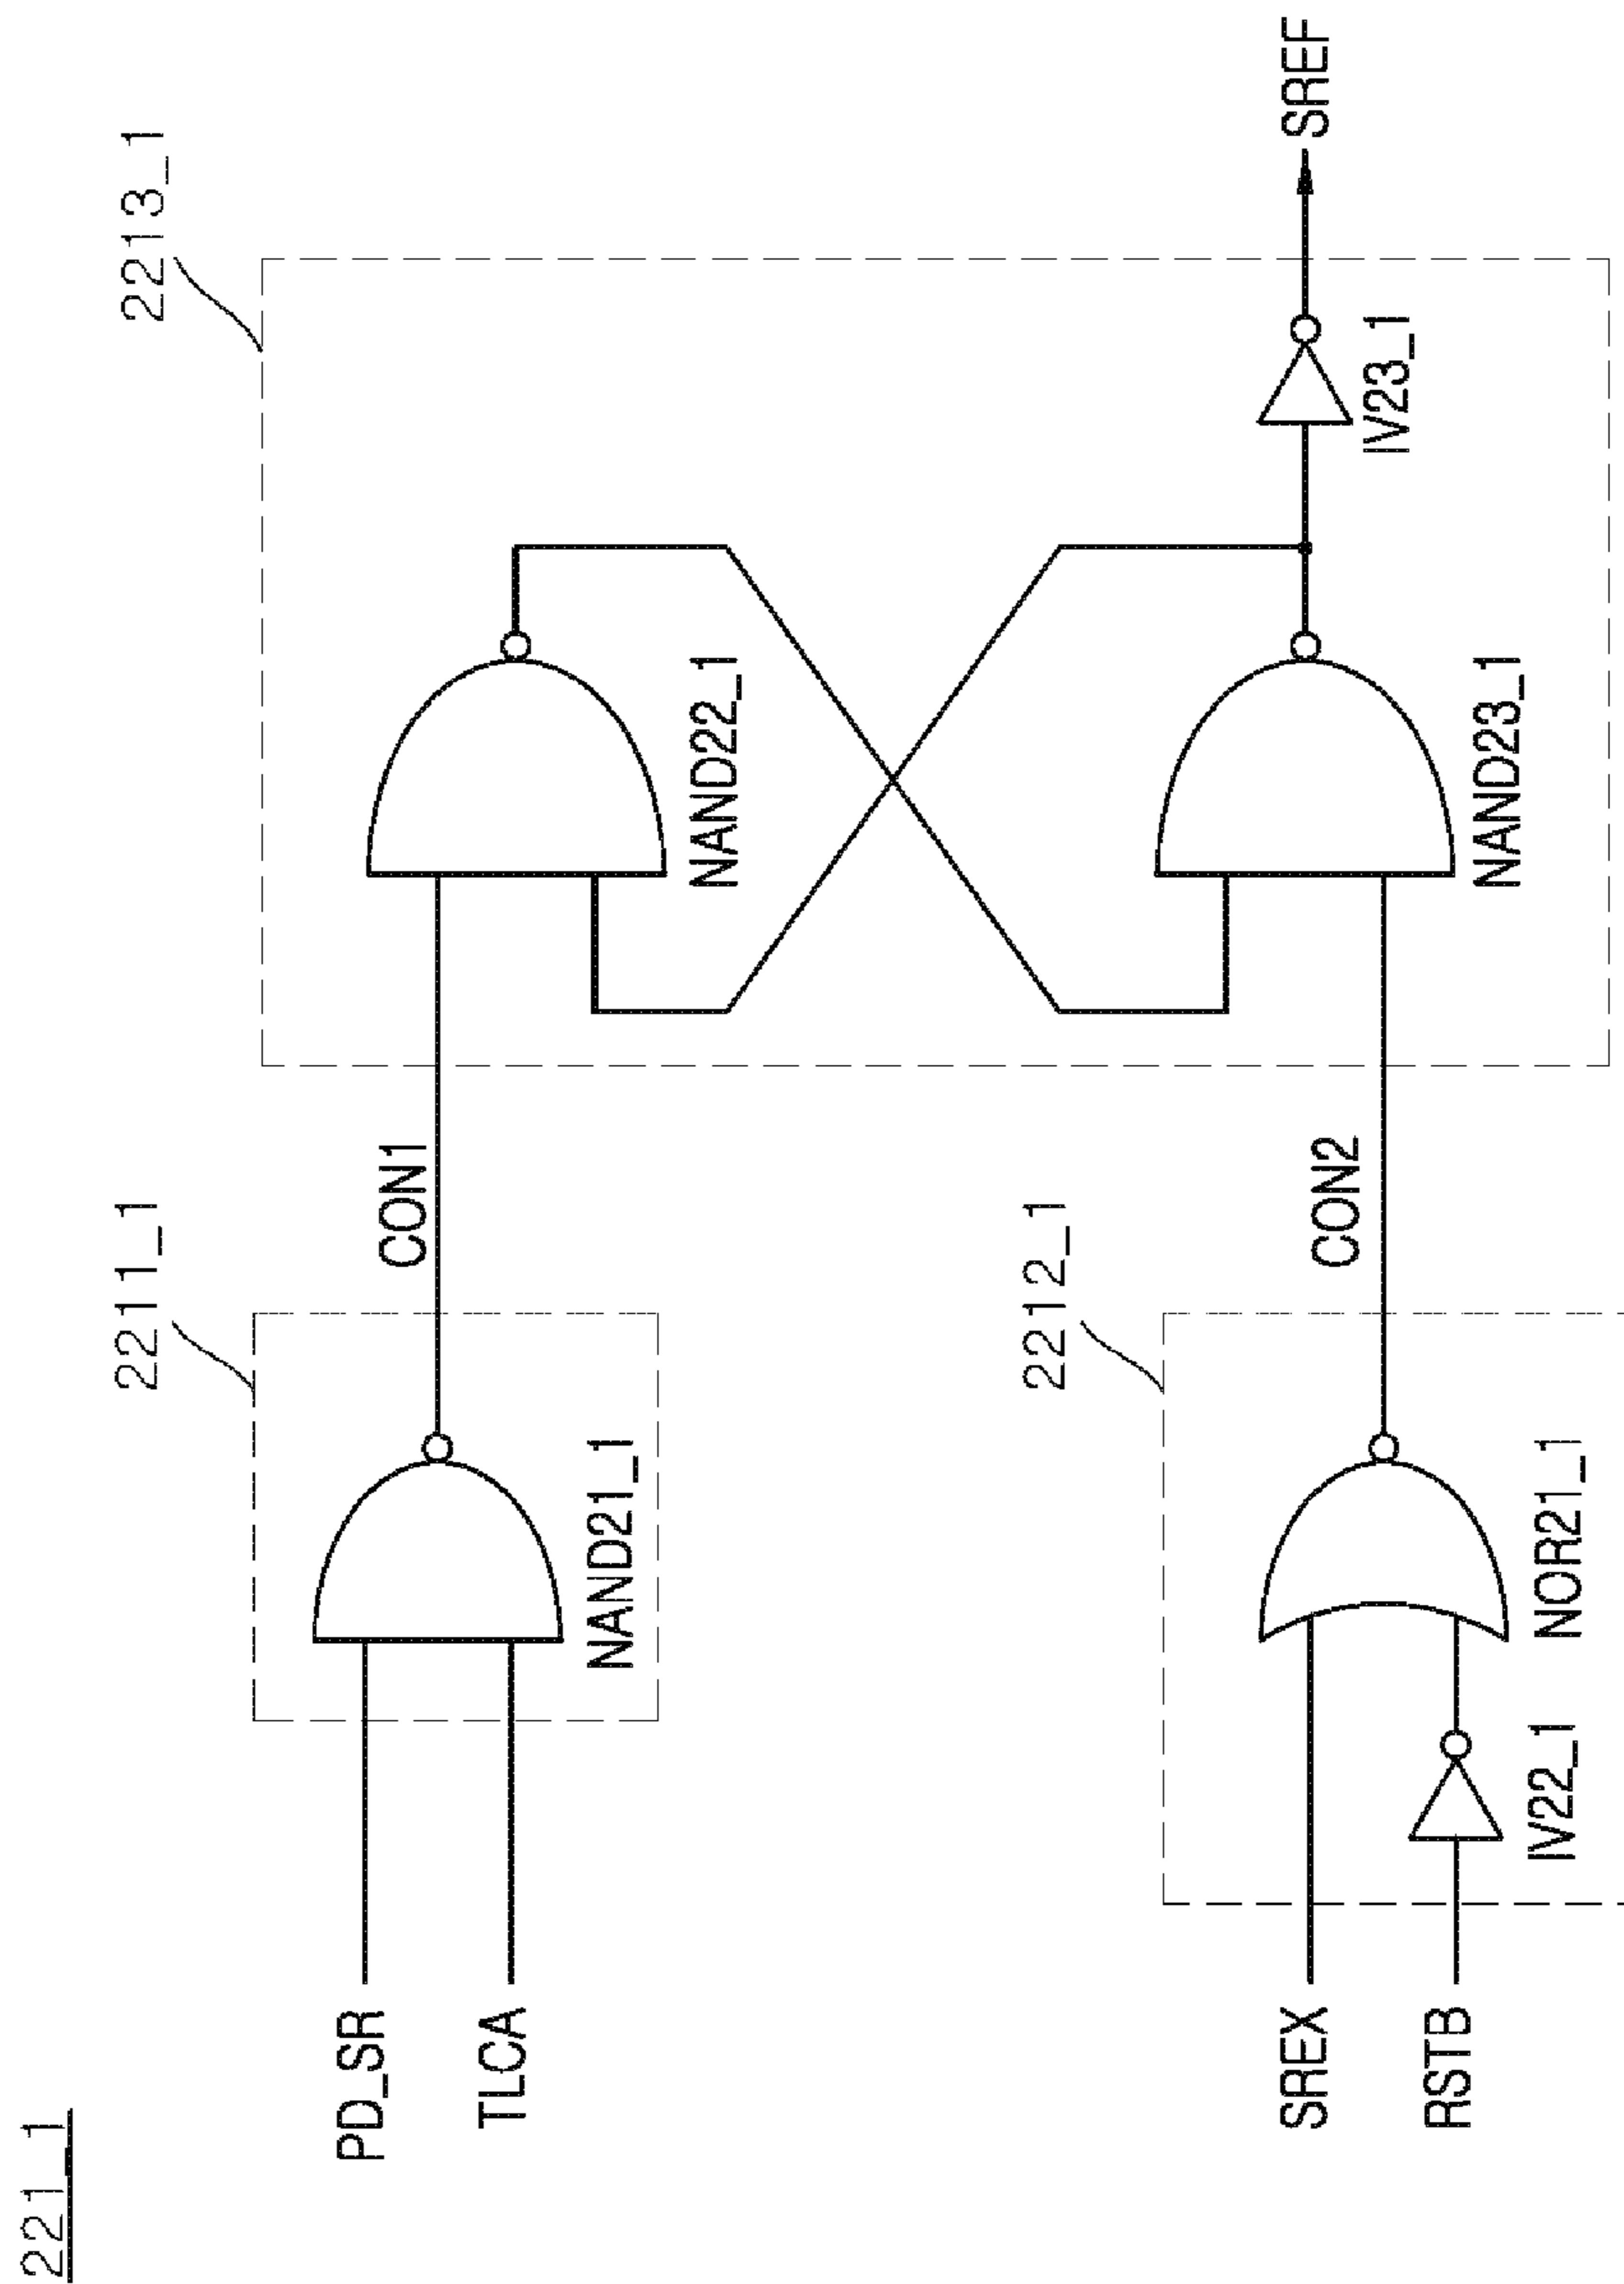 221_1
2211_1
2213_1
PD_SR
TLCA
NAND21_1
CON1
NAND22_1
2212_1
SREX
RSTB
IV22_1
NOR21_1
CON2
NAND23_1
IV23_1
SREF